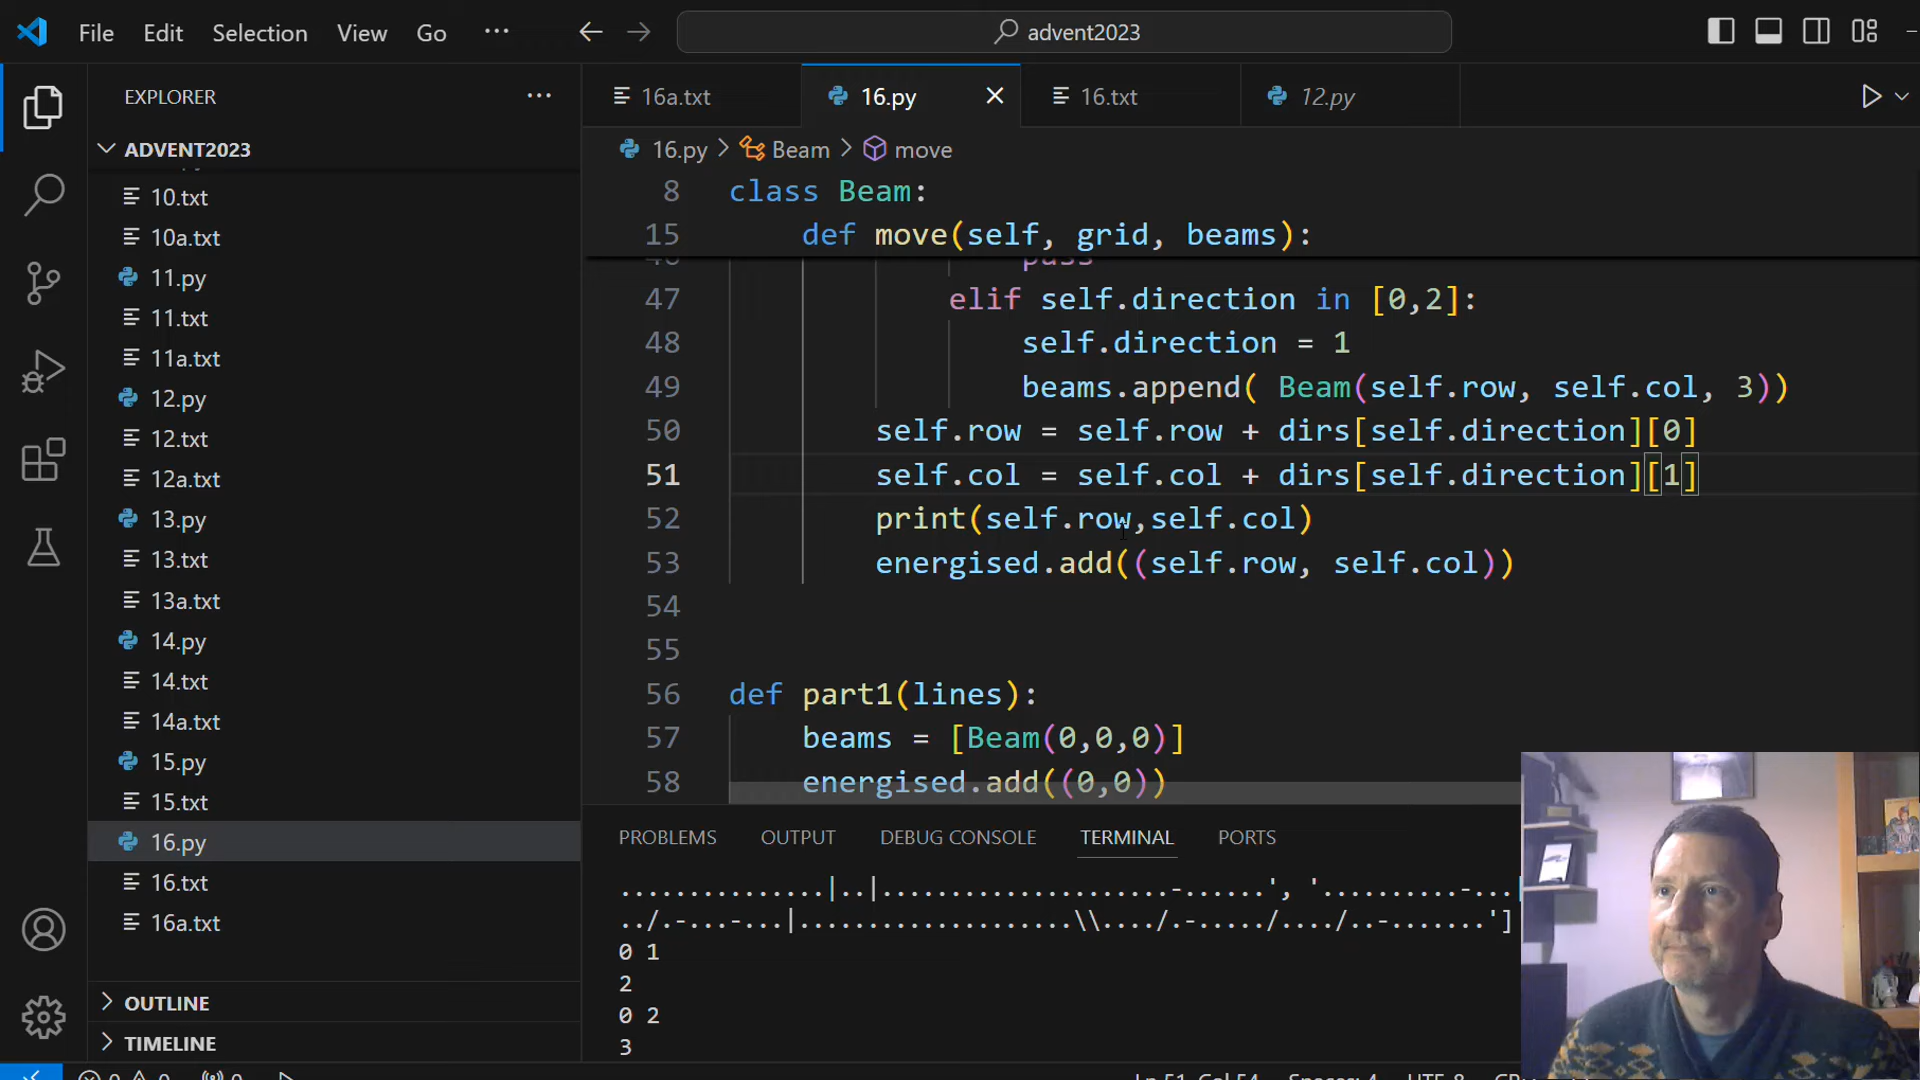 File Edit Selection View Go ··· advent2023
EXPLORER ···
16a.txt 16.py 16.txt 12.py
ADVENT2023
16.py > Beam > move
10.txt
10a.txt
11.py
11.txt
11a.txt
12.py
12.txt
12a.txt
13.py
13.txt
13a.txt
14.py
14.txt
14a.txt
15.py
15.txt
16.py
16.txt
16a.txt
OUTLINE
TIMELINE
8 class Beam:
15 def move(self, grid, beams):
46 pass
47 elif self.direction in [0,2]:
48 self.direction = 1
49 beams.append( Beam(self.row, self.col, 3))
50 self.row = self.row + dirs[self.direction][0]
51 self.col = self.col + dirs[self.direction][1]
52 print(self.row,self.col)
53 energised.add((self.row, self.col))
54
55
56 def part1(lines):
57 beams = [Beam(0,0,0)]
58 energised.add((0,0))
PROBLEMS OUTPUT DEBUG CONSOLE TERMINAL PORTS
...............|..|.....................-......', '..........-...|
../.-...-...|....................\\..../.-...../..../..-.......']
0 1
2
0 2
3